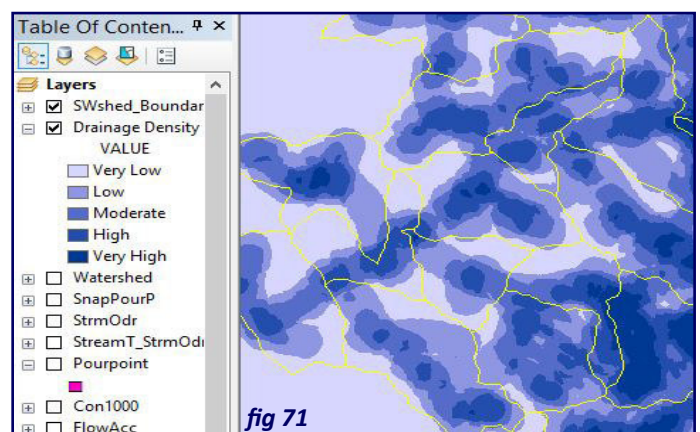 Table Of Conten...
Layers
SWshed_Boundar
Drainage Density
VALUE
Very Low
Low
Moderate
High
Very High
Watershed
SnapPourP
StrmOdr
StreamT_StrmOd
Pourpoint
Con1000
FlowAcc
fig 71